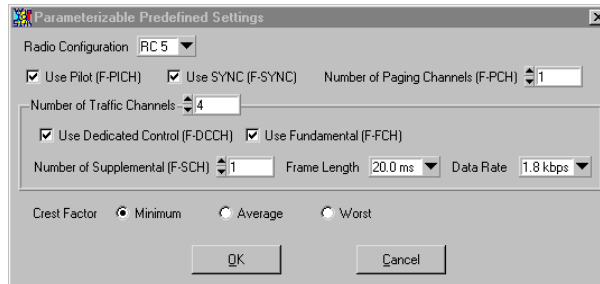 Parameterizable Predefined Settings
Radio Configuration RC 5
Use Pilot (F-PICH) Use SYNC (F-SYNC) Number of Paging Channels (F-PCH) 1
Number of Traffic Channels 4
Use Dedicated Control (F-DCCH) Use Fundamental (F-FCH)
Number of Supplemental (F-SCH) 1 Frame Length 20.0 ms Data Rate 1.8 kbps
Crest Factor Minimum Average Worst
OK Cancel